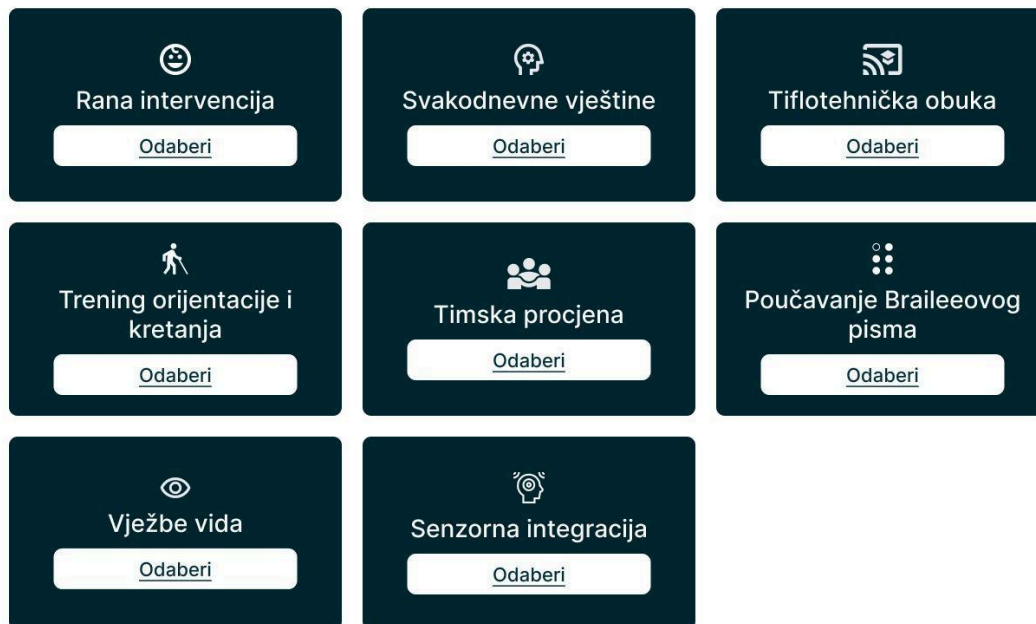 Rana intervencija
Odaberi
Svakodnevne vještine
Odaberi
Tiflotehnička obuka
Odaberi
Trening orijentacije i
kretanja
Odaberi
Timska procjena
Odaberi
Poučavanje Braileeovog
pisma
Odaberi
Vježbe vida
Odaberi
Senzorna integracija
Odaberi